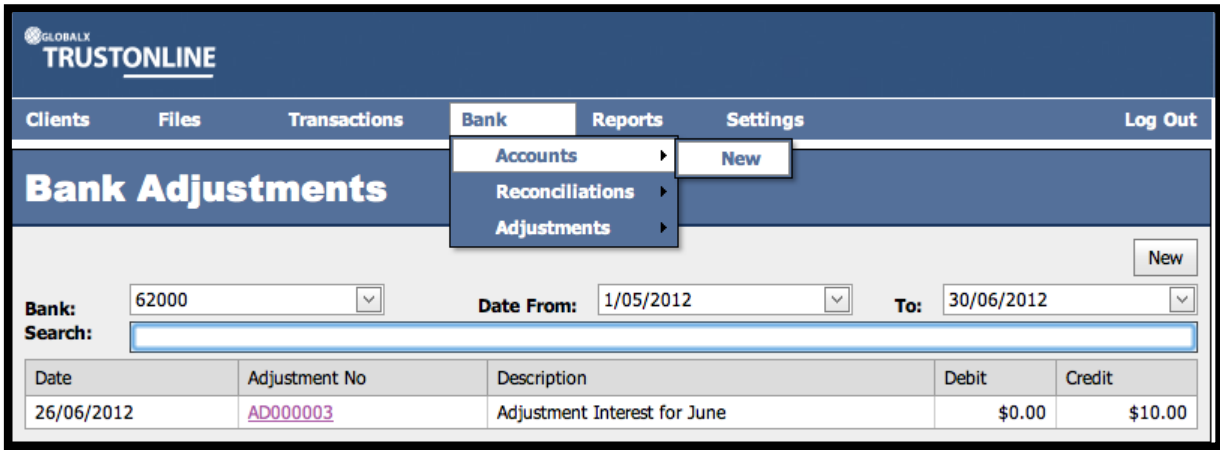 GLOBALX
TRUSTONLINE
Clients Files Transactions Bank Reports Settings Log Out
Accounts New
Bank Adjustments
Reconciliations
Adjustments
New
Bank: 62000 Date From: 1/05/2012 To: 30/06/2012
Search:
Date Adjustment No Description Debit Credit
26/06/2012 AD000003 Adjustment Interest for June $0.00 $10.00